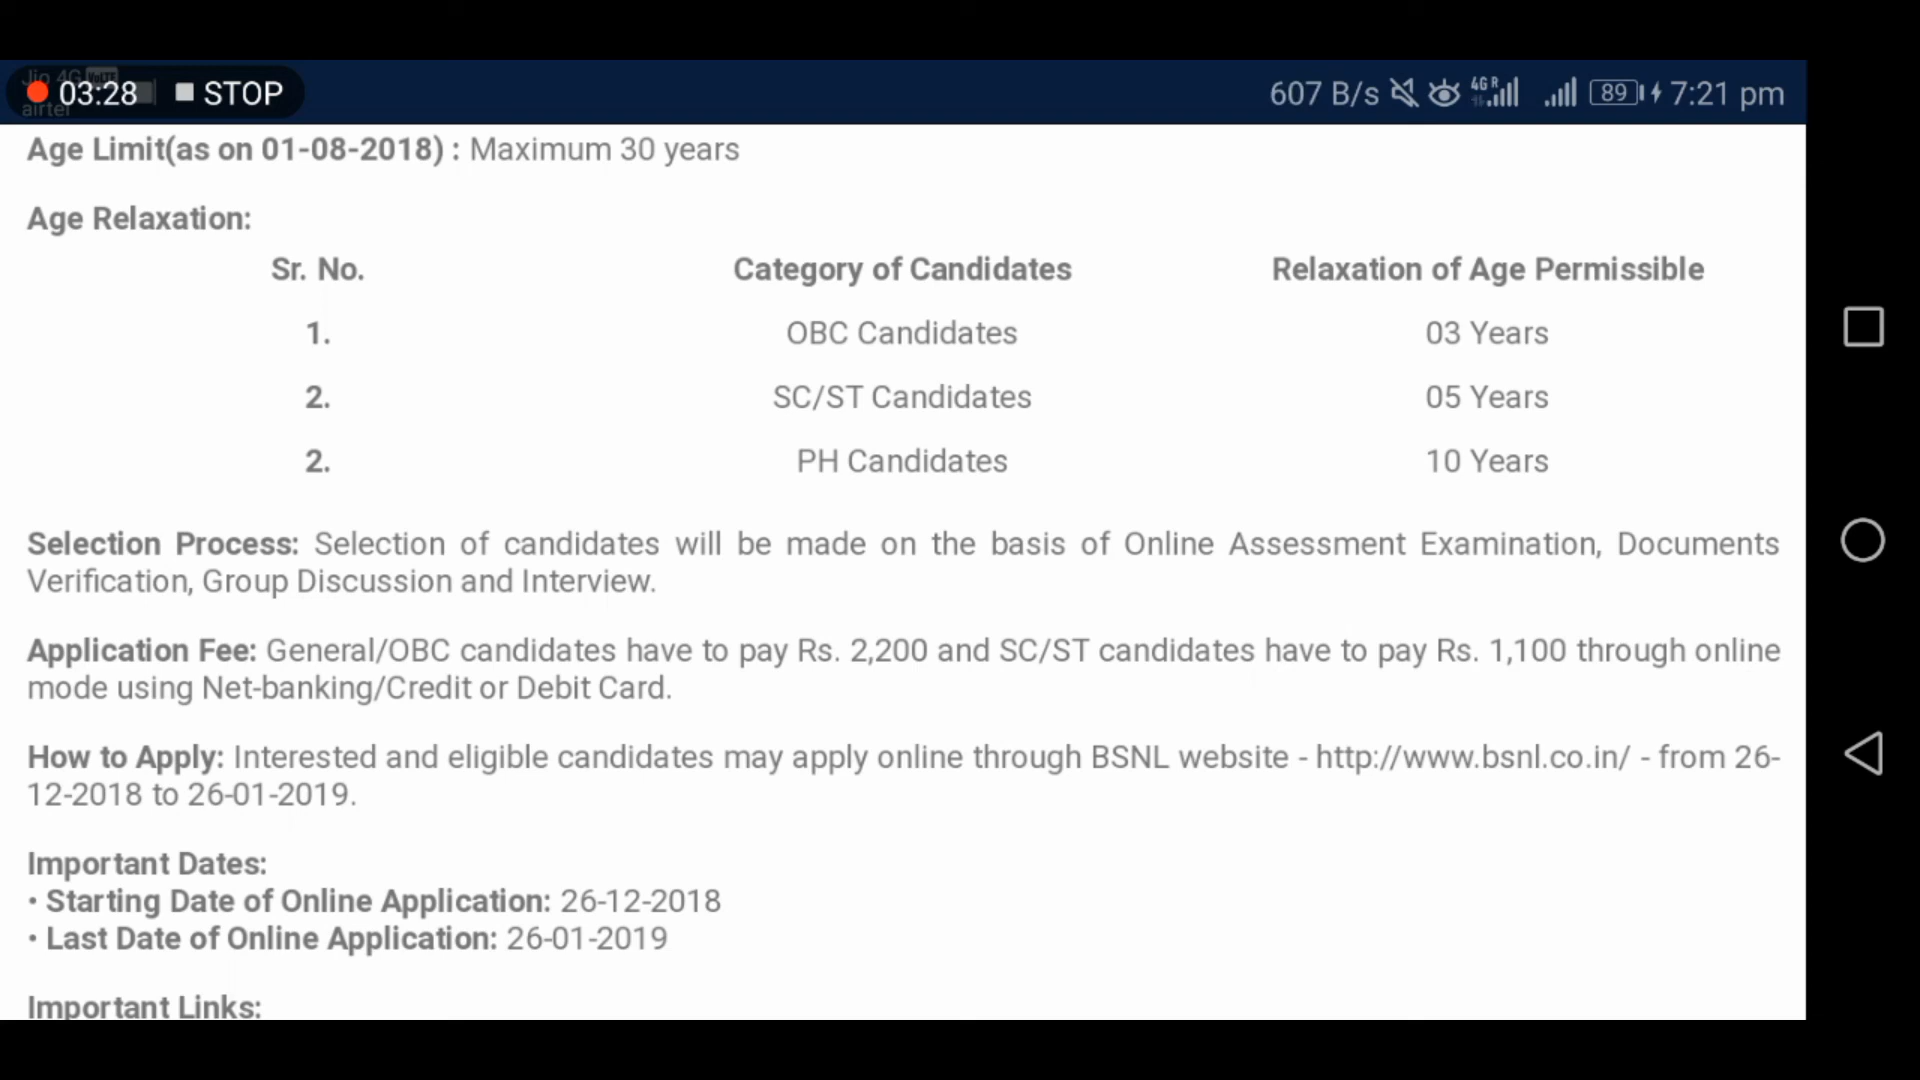 Jio 4G VoLTE
airtel
03:28 STOP
607 B/s 4G R 89 7:21 pm
Age Limit(as on 01-08-2018) : Maximum 30 years
Age Relaxation:
Sr. No. Category of Candidates Relaxation of Age Permissible
1. OBC Candidates 03 Years
2. SC/ST Candidates 05 Years
2. PH Candidates 10 Years
Selection Process: Selection of candidates will be made on the basis of Online Assessment Examination, Documents
Verification, Group Discussion and Interview.
Application Fee: General/OBC candidates have to pay Rs. 2,200 and SC/ST candidates have to pay Rs. 1,100 through online
mode using Net-banking/Credit or Debit Card.
How to Apply: Interested and eligible candidates may apply online through BSNL website - http://www.bsnl.co.in/ - from 26-
12-2018 to 26-01-2019.
Important Dates:
• Starting Date of Online Application: 26-12-2018
• Last Date of Online Application: 26-01-2019
Important Links: